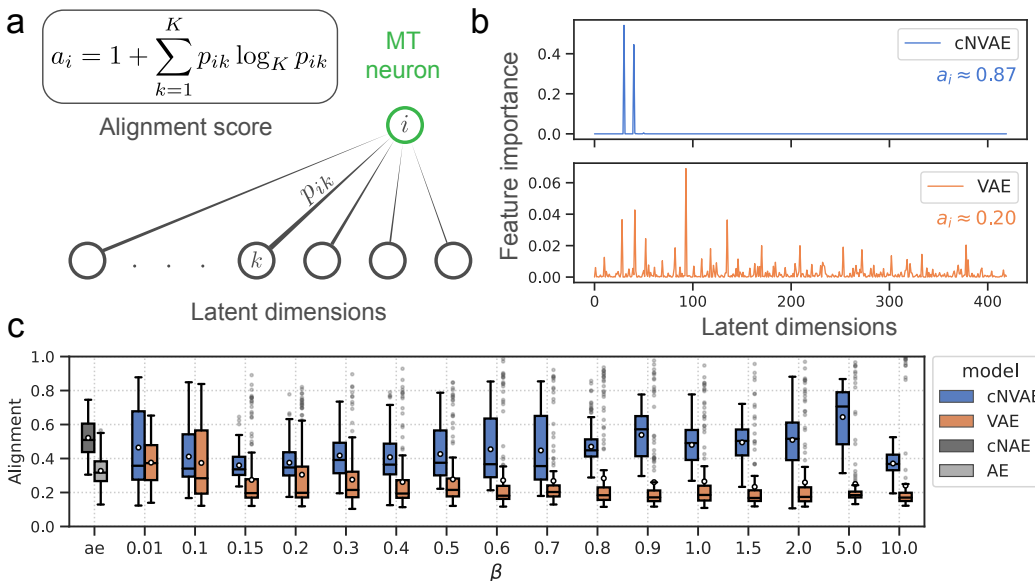 a
a_i = 1 + \sum_{k=1}^{K} p_{ik} \log_K p_{ik}
Alignment score
MT
neuron
i
p_{ik}
k
. . .
Latent dimensions
b
Feature importance
0.4
0.2
0.0
cNVAE
a_i ≈ 0.87
0.06
0.04
0.02
0.00
VAE
a_i ≈ 0.20
0
100
200
300
400
Latent dimensions
c
Alignment
1.0
0.8
0.6
0.4
0.2
0.0
ae 0.01 0.1 0.15 0.2 0.3 0.4 0.5 0.6 0.7 0.8 0.9 1.0 1.5 2.0 5.0 10.0
β
model
cNVAE
VAE
cNAE
AE